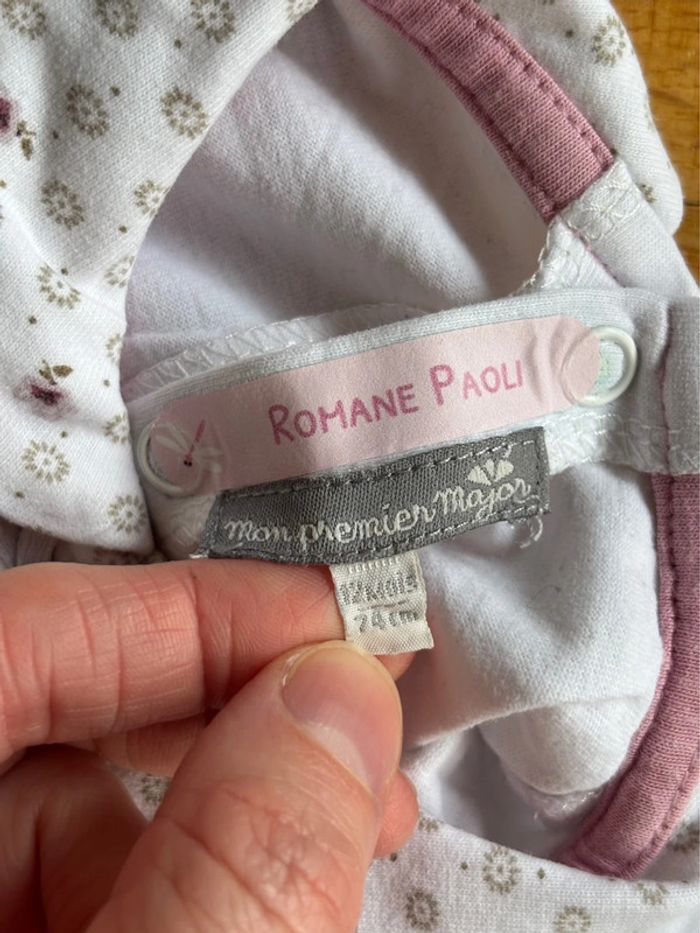 ROMANE PAOLI
mon premier Major
12 MOIS
74 cm